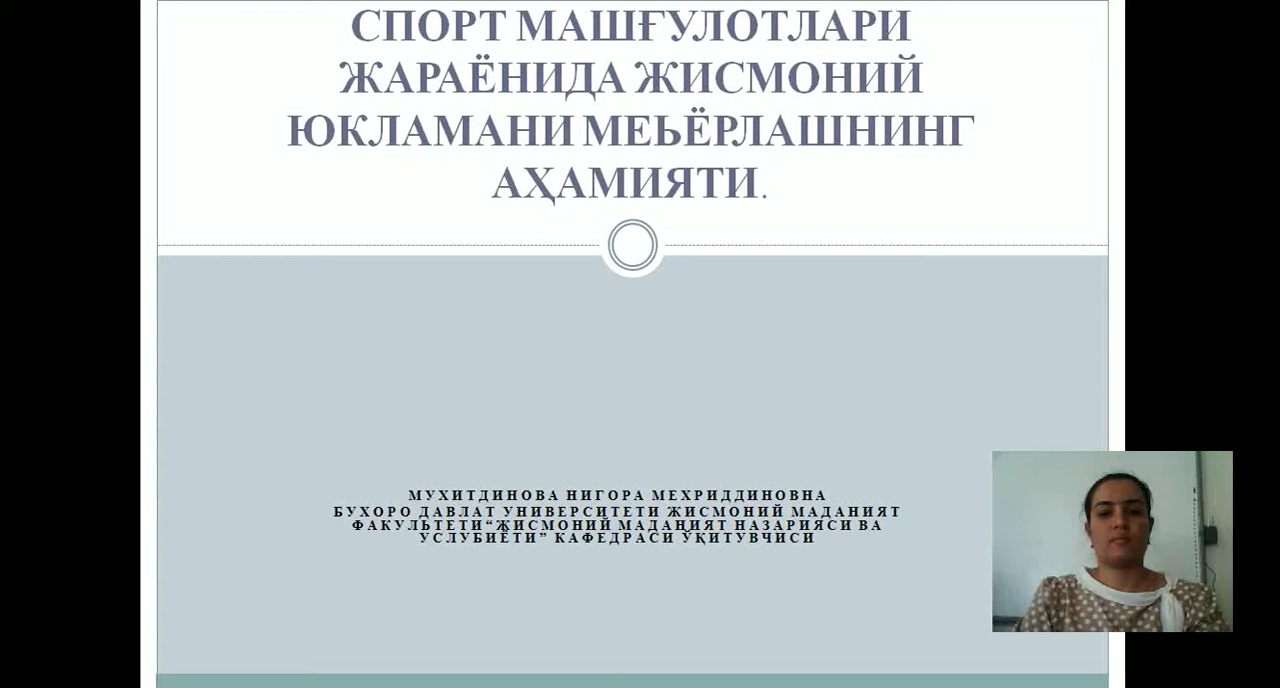 СПОРТ МАШҒУЛОТЛАРИ
ЖАРАЁНИДА ЖИСМОНИЙ
ЮКЛАМАНИ МЕЬЁРЛАШНИНГ
АҲАМИЯТИ.
МУХИТДИНОВА НИГОРА МЕХРИДДИНОВНА
БУХОРО ДАВЛАТ УНИВЕРСИТЕТИ ЖИСМОНИЙ МАДАНИЯТ
ФАКУЛЬТЕТИ“ЖИСМОНИЙ МАДАНИЯТ НАЗАРИЯСИ ВА
УСЛУБИЁТИ” КАФЕДРАСИ ЎҚИТУВЧИСИ